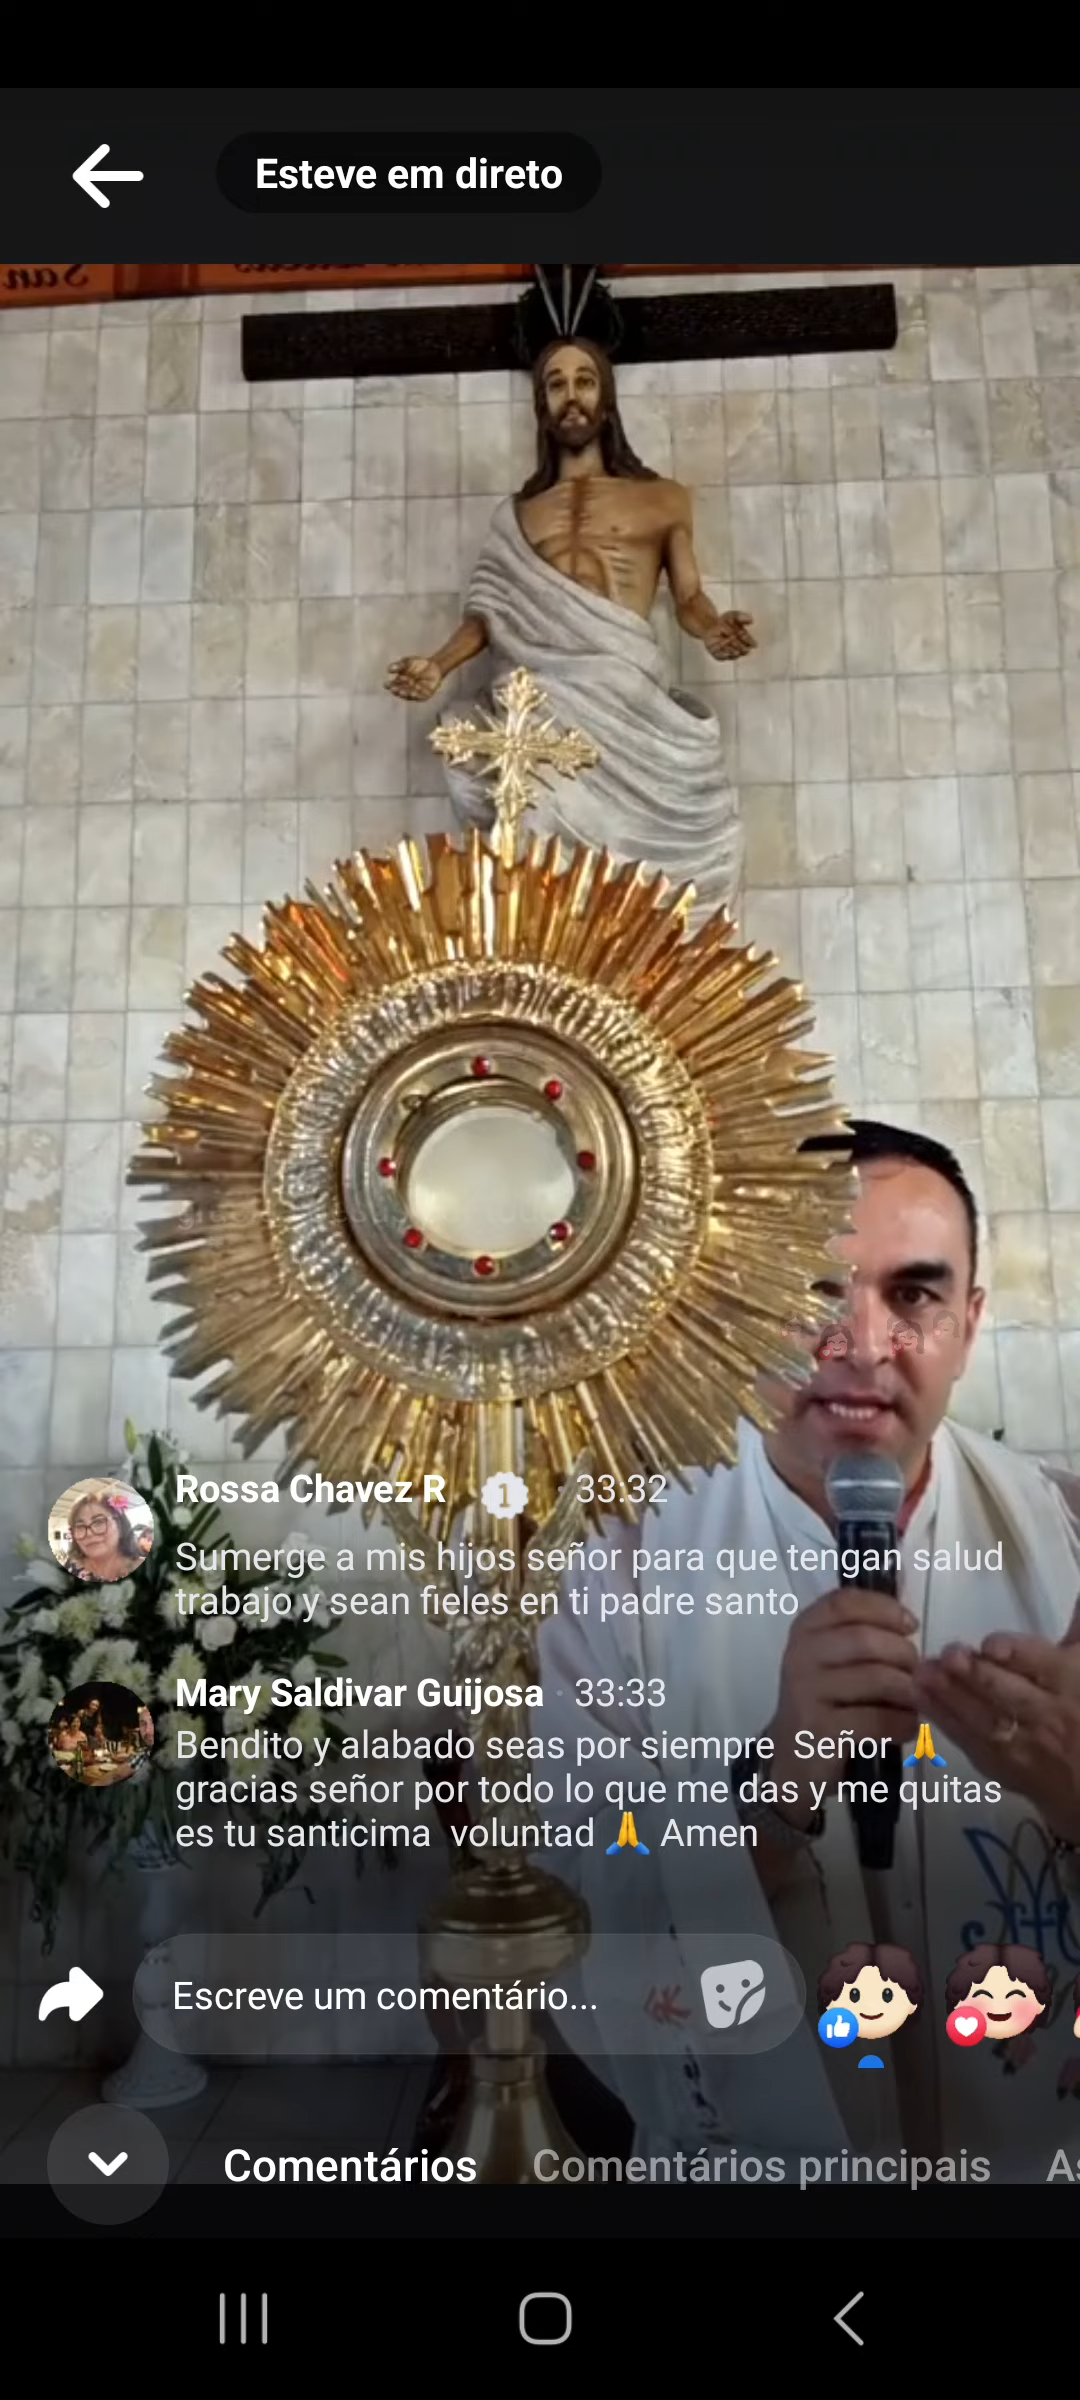 Esteve em direto
San
Rossa Chavez R 1 · 33:32
Sumerge a mis hijos señor para que tengan salud
trabajo y sean fieles en ti padre santo
Mary Saldivar Guijosa · 33:33
Bendito y alabado seas por siempre  Señor 🙏
gracias señor por todo lo que me das y me quitas
es tu santicima  voluntad 🙏 Amen
Escreve um comentário...
Comentários Comentários principais